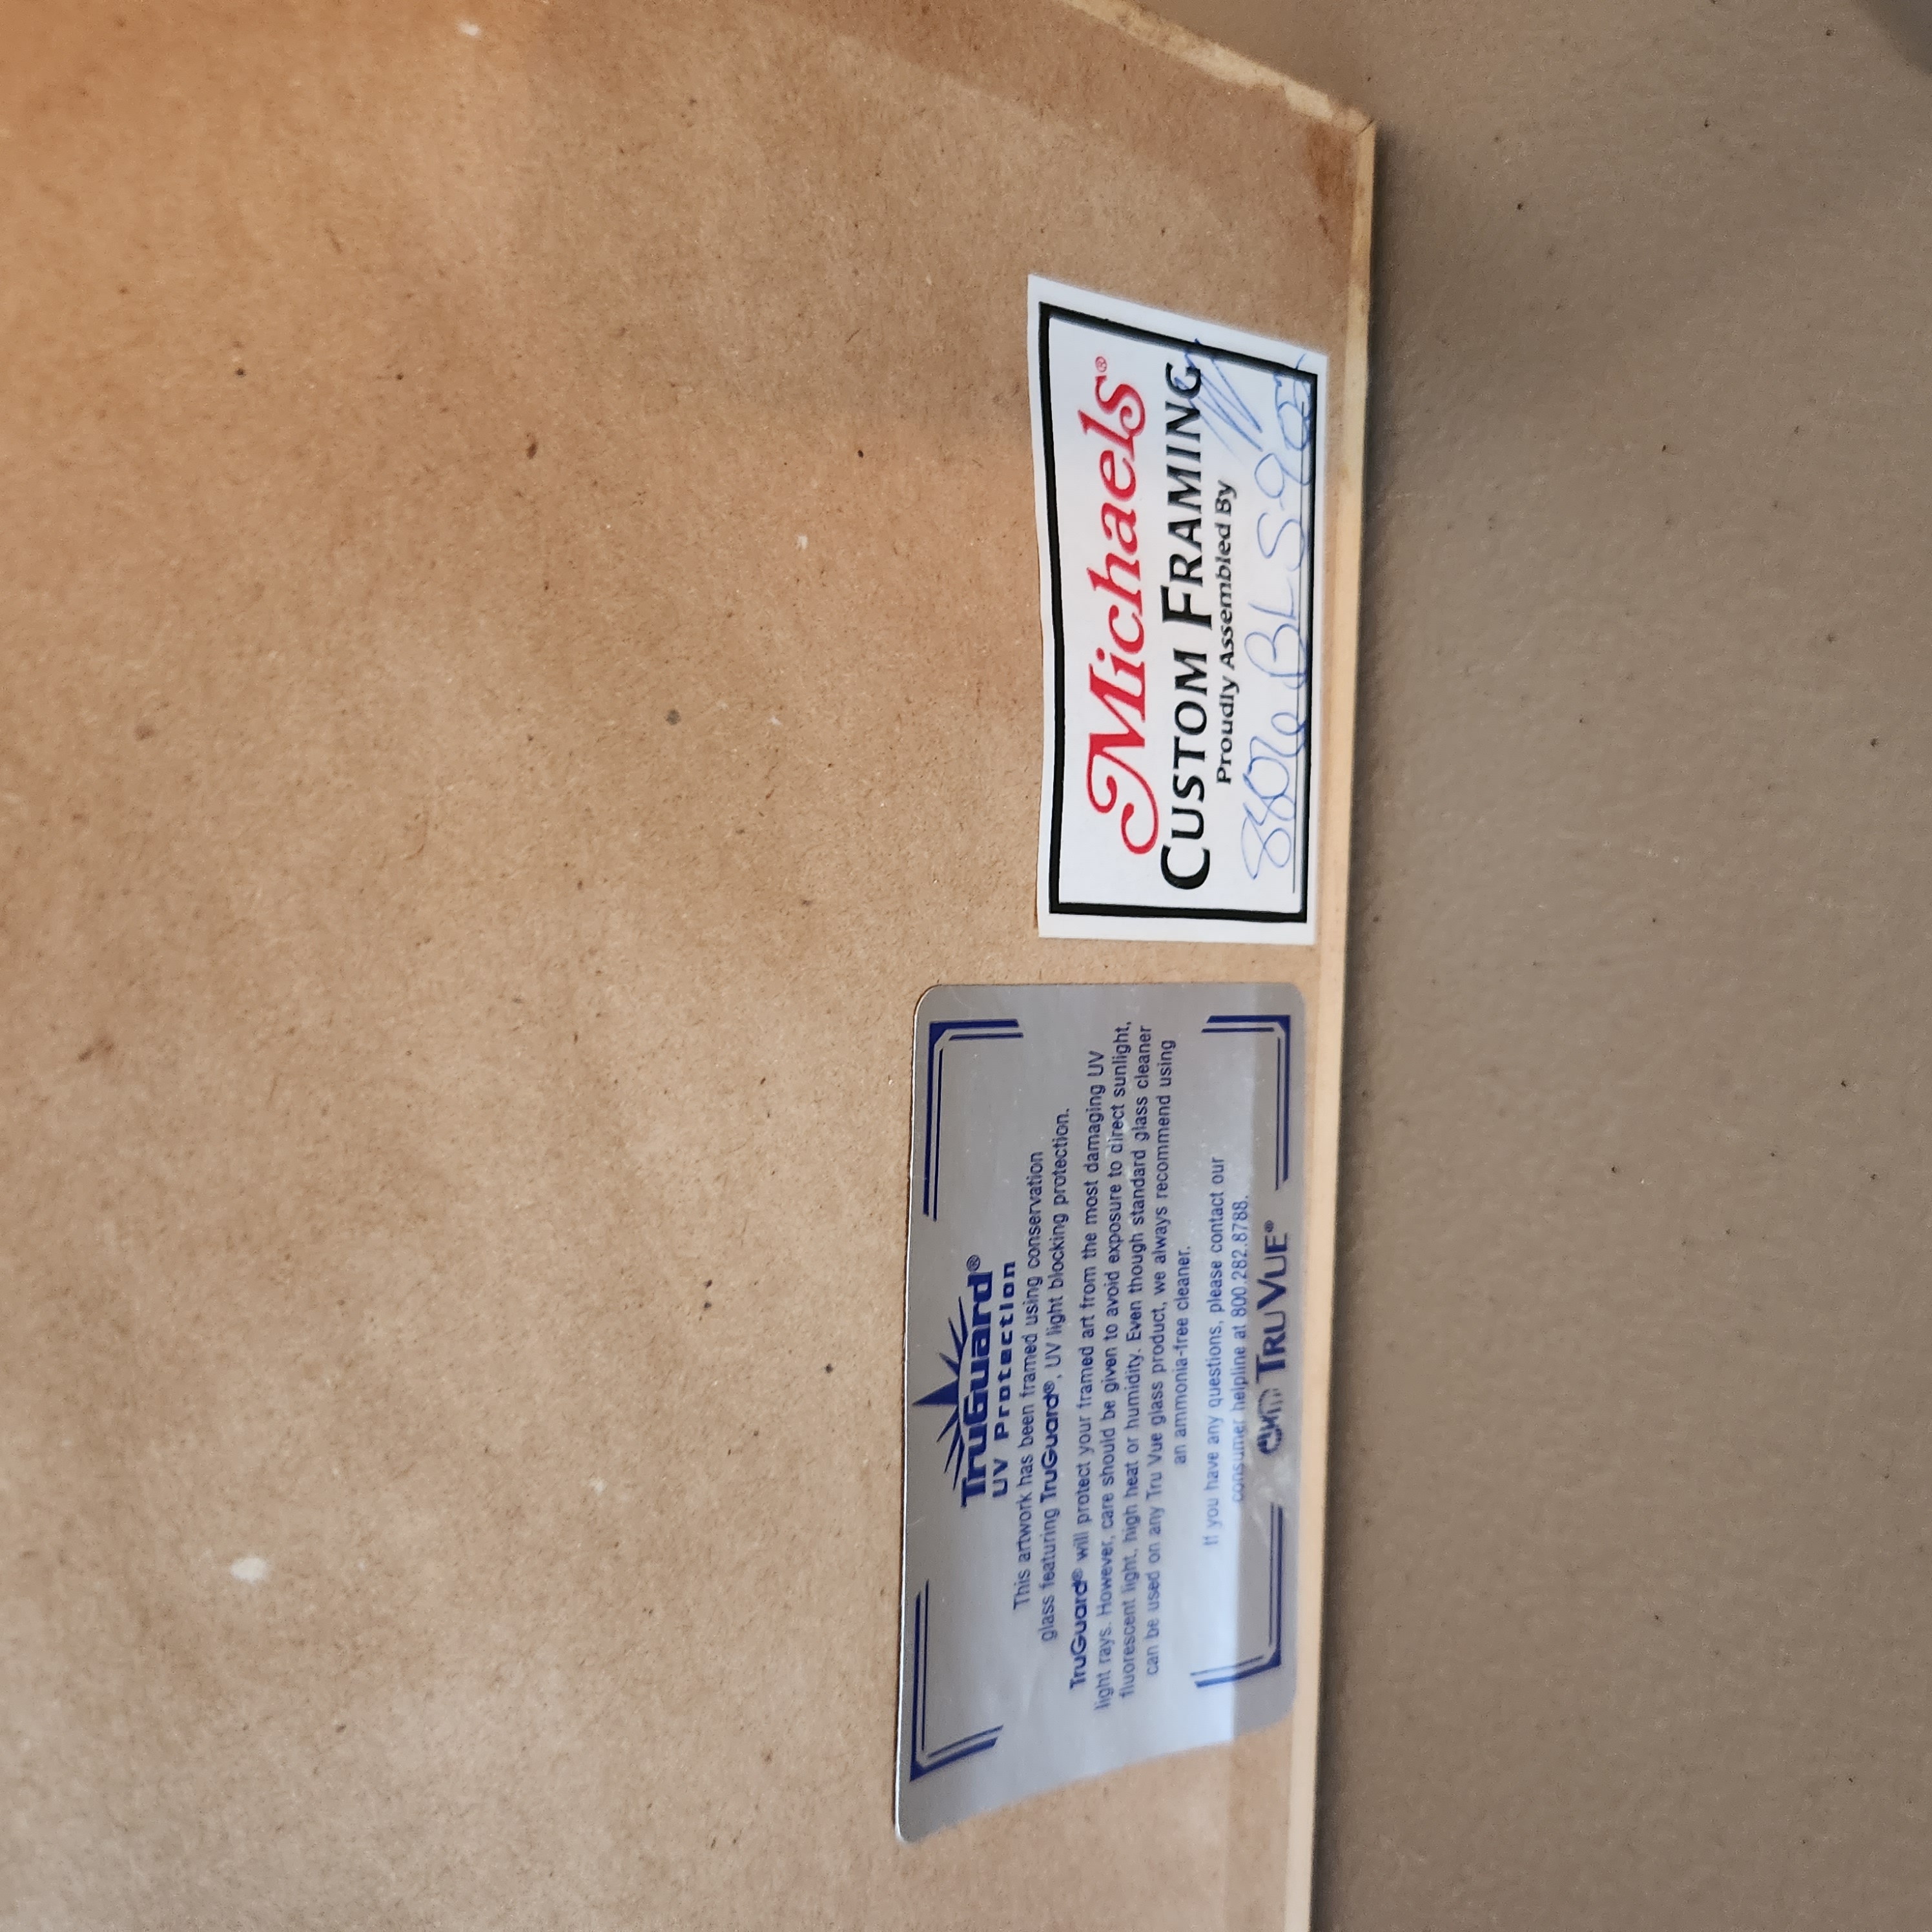 Michaels®
CUSTOM FRAMING
Proudly Assembled By
TruGuard®
UV Protection
This artwork has been framed using conservation
glass featuring TruGuard®, UV light blocking protection.
TruGuard® will protect your framed art from the most damaging UV
light rays. However, care should be given to avoid exposure to direct sunlight,
fluorescent light, high heat or humidity. Even though standard glass cleaner
can be used on any Tru Vue glass product, we always recommend using
an ammonia-free cleaner.
If you have any questions, please contact our
consumer helpline at 800.282.8788.
TRU VUE®